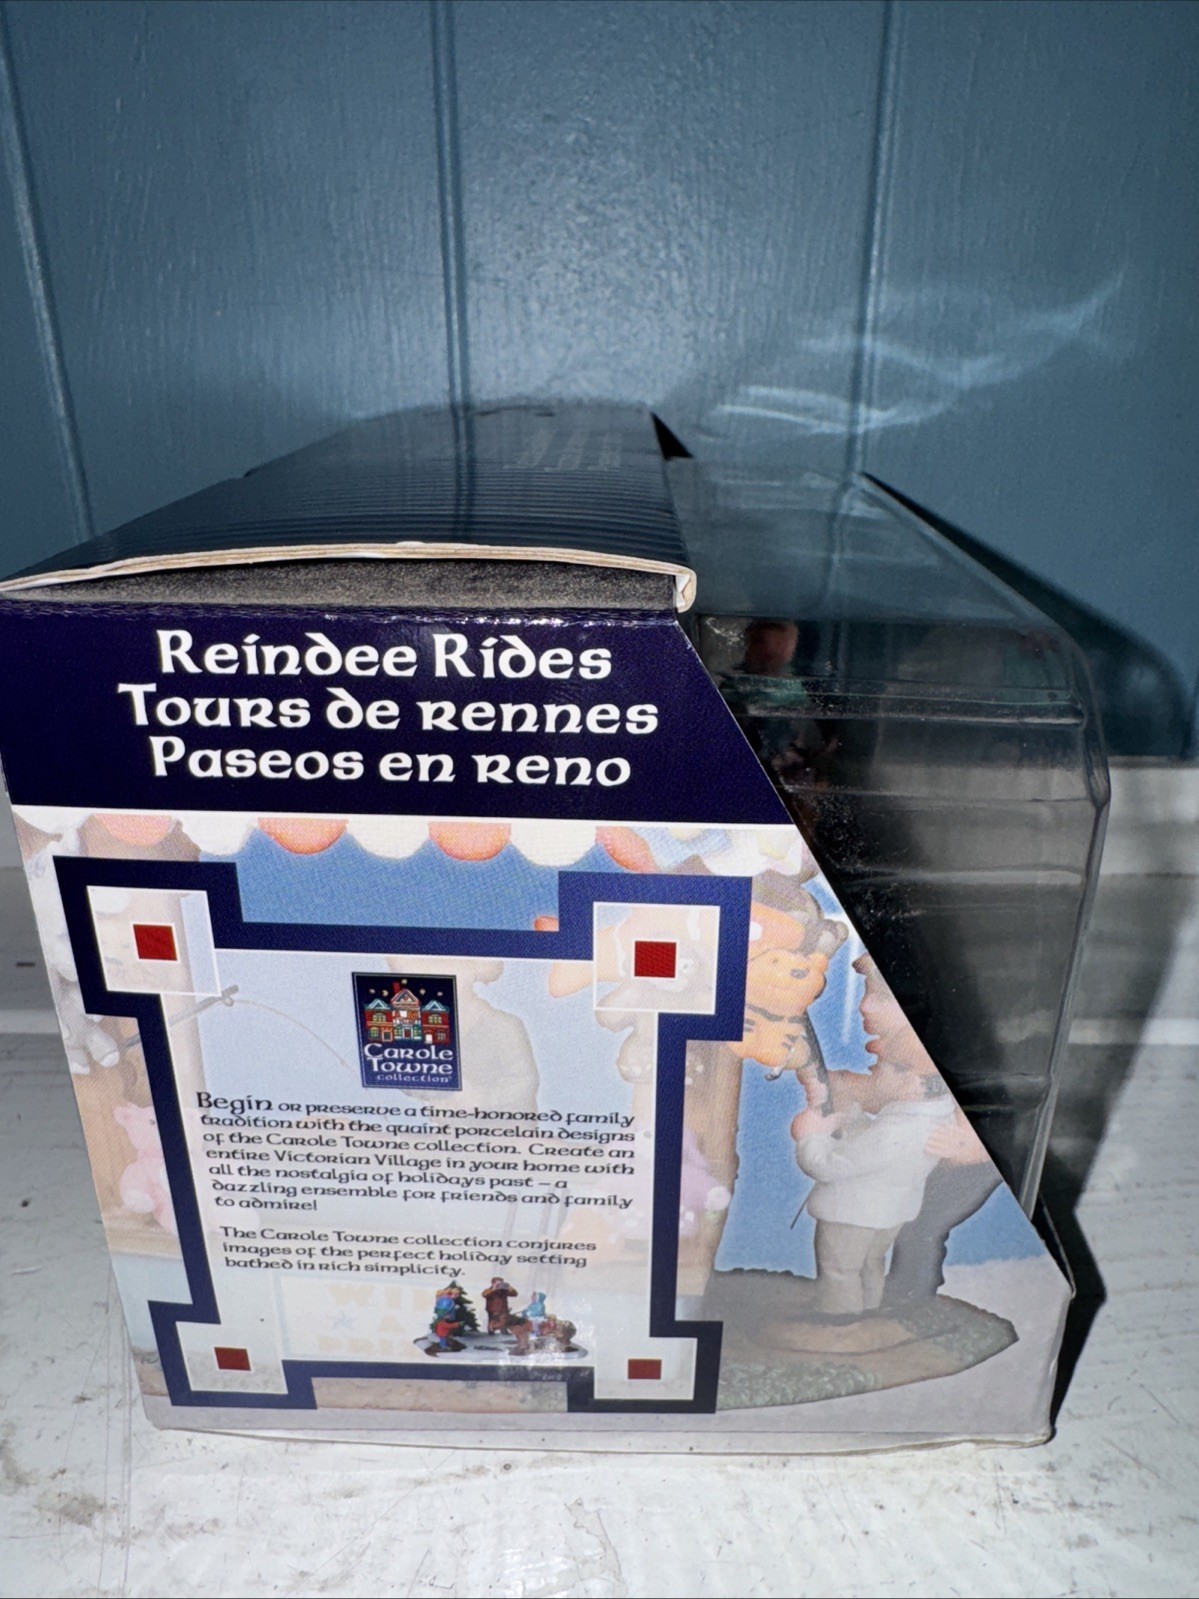 Reindee Rides
Tours de rennes
Paseos en reno
Carole
Towne
collection
Begin or preserve a time-honored family
tradition with the quaint porcelain designs
of the Carole Towne collection. Create an
entire Victorian Village in your home with
all the nostalgia of holidays past – a
dazzling ensemble for friends and family
to admire!
The Carole Towne collection conjures
images of the perfect holiday setting
bathed in rich simplicity.